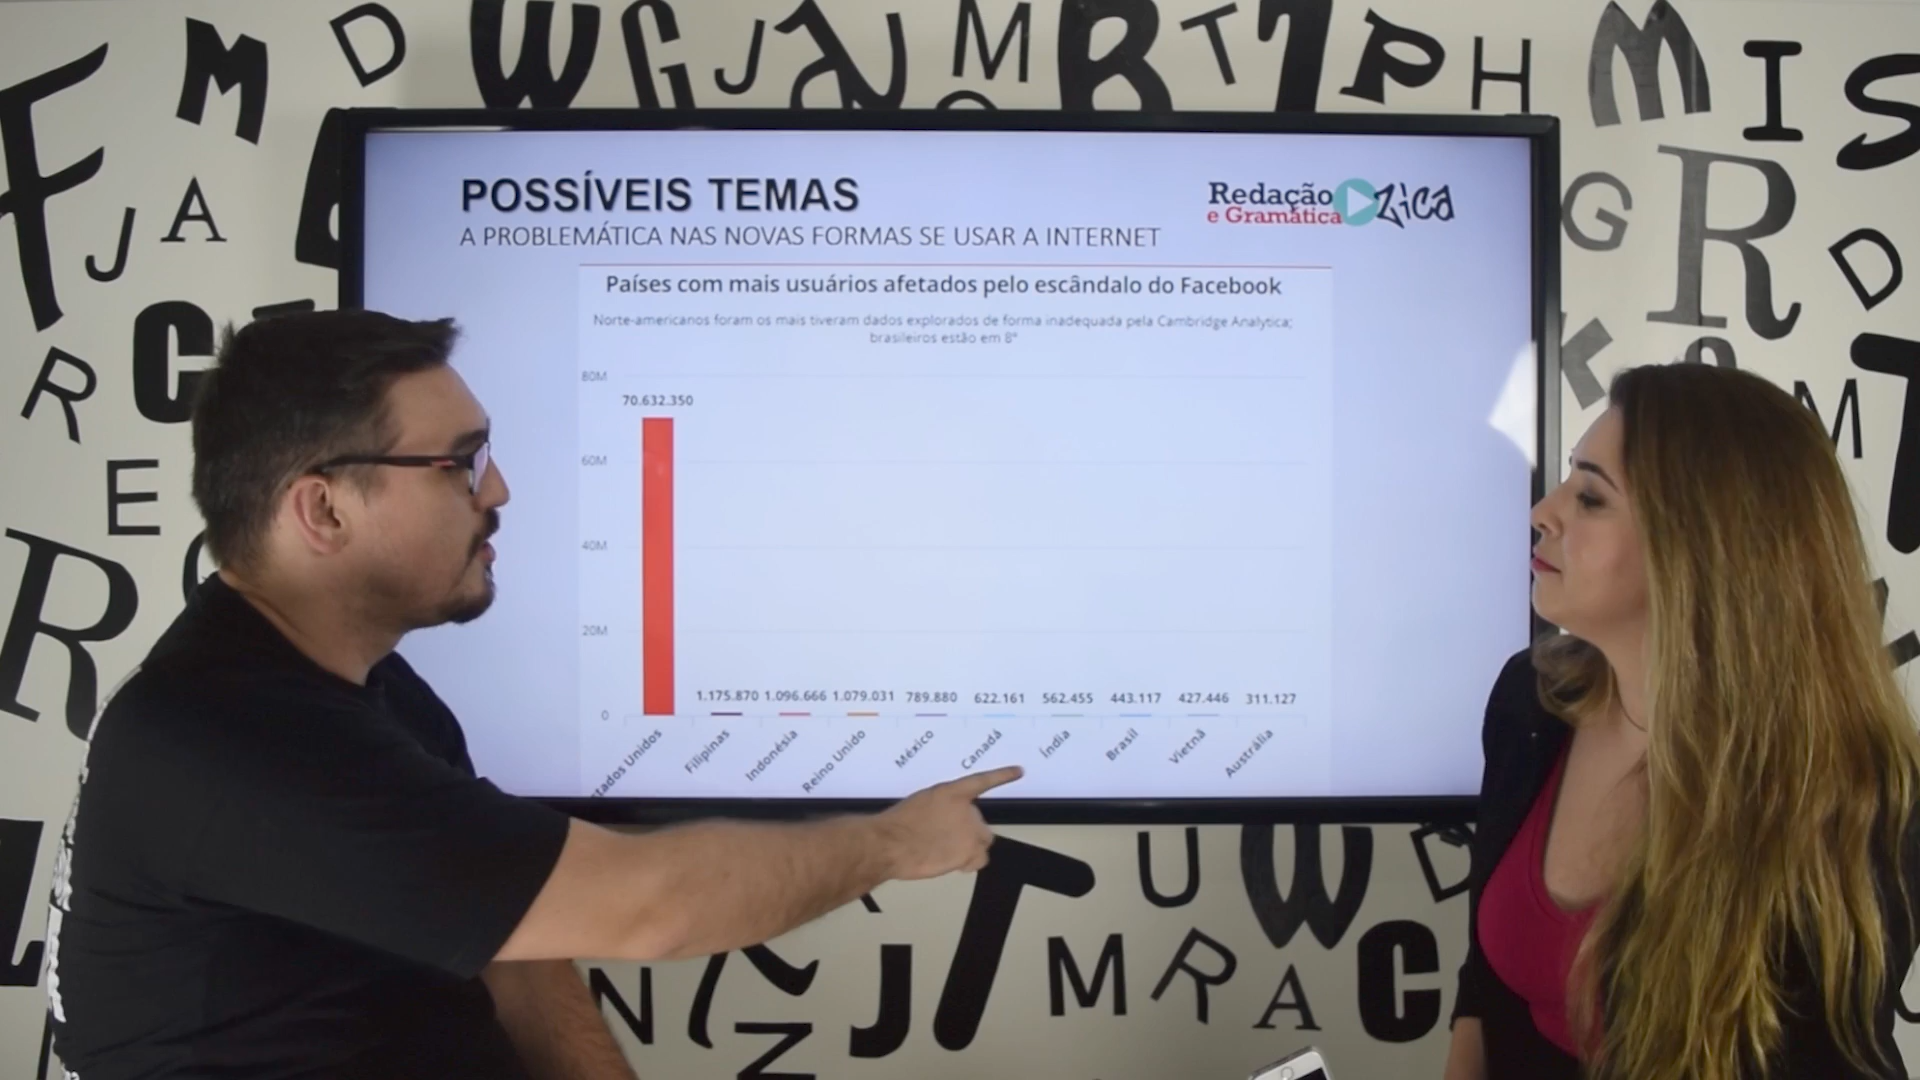 POSSÍVEIS TEMAS
A PROBLEMÁTICA NAS NOVAS FORMAS SE USAR A INTERNET
Redação
e Gramática
Zica
Países com mais usuários afetados pelo escândalo do Facebook
Norte-americanos foram os mais tiveram dados explorados de forma inadequada pela Cambridge Analytica;
brasileiros estão em 8º
80M
70.632.350
60M
40M
20M
1.175.870 1.096.666 1.079.031 789.880 622.161 562.455 443.117 427.446 311.127
0
tados Unidos Filipinas Indonésia Reino Unido México Canadá Índia Brasil Vietnã Austrália